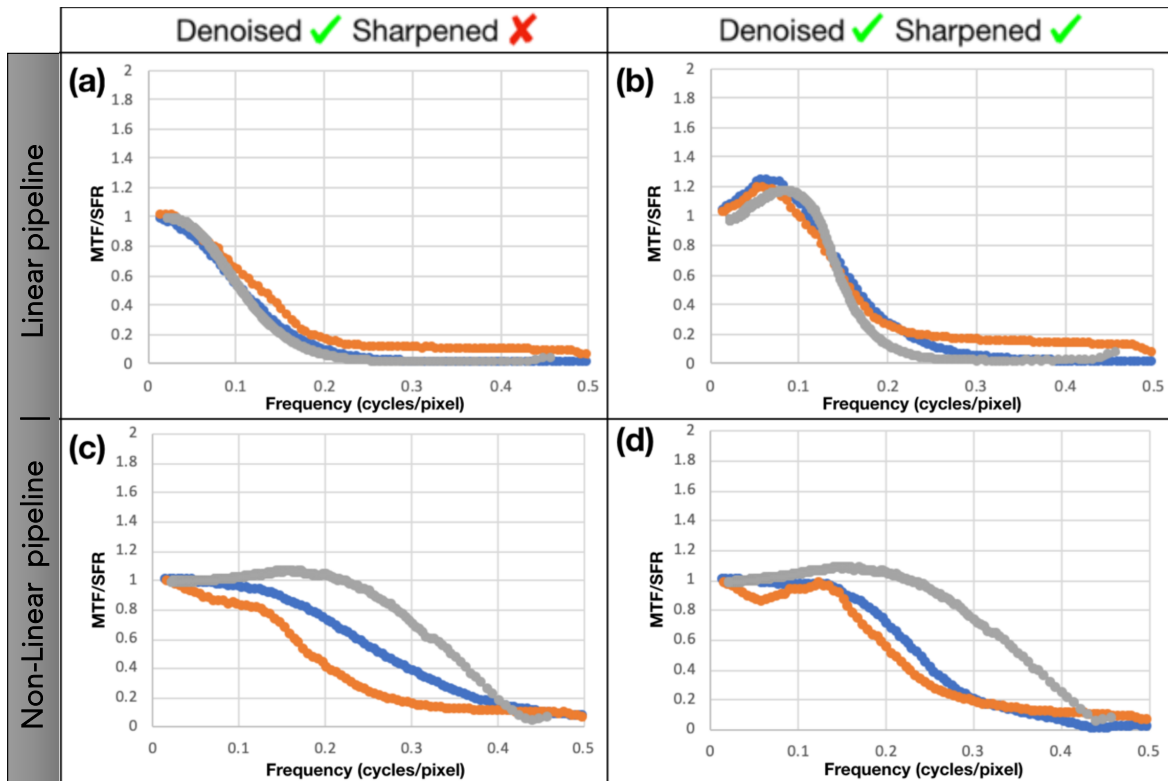 Denoised ✓ Sharpened ✗
Denoised ✓ Sharpened ✓
Linear pipeline
|
Non-Linear pipeline
(a)
MTF/SFR
2
1.8
1.6
1.4
1.2
1
0.8
0.6
0.4
0.2
0
0 0.1 0.2 0.3 0.4 0.5
Frequency (cycles/pixel)
(b)
MTF/SFR
2
1.8
1.6
1.4
1.2
1
0.8
0.6
0.4
0.2
0
0 0.1 0.2 0.3 0.4 0.5
Frequency (cycles/pixel)
(c)
MTF/SFR
2
1.8
1.6
1.4
1.2
1
0.8
0.6
0.4
0.2
0
0 0.1 0.2 0.3 0.4 0.5
Frequency (cycles/pixel)
(d)
MTF/SFR
2
1.8
1.6
1.4
1.2
1
0.8
0.6
0.4
0.2
0
0 0.1 0.2 0.3 0.4 0.5
Frequency (cycles/pixel)